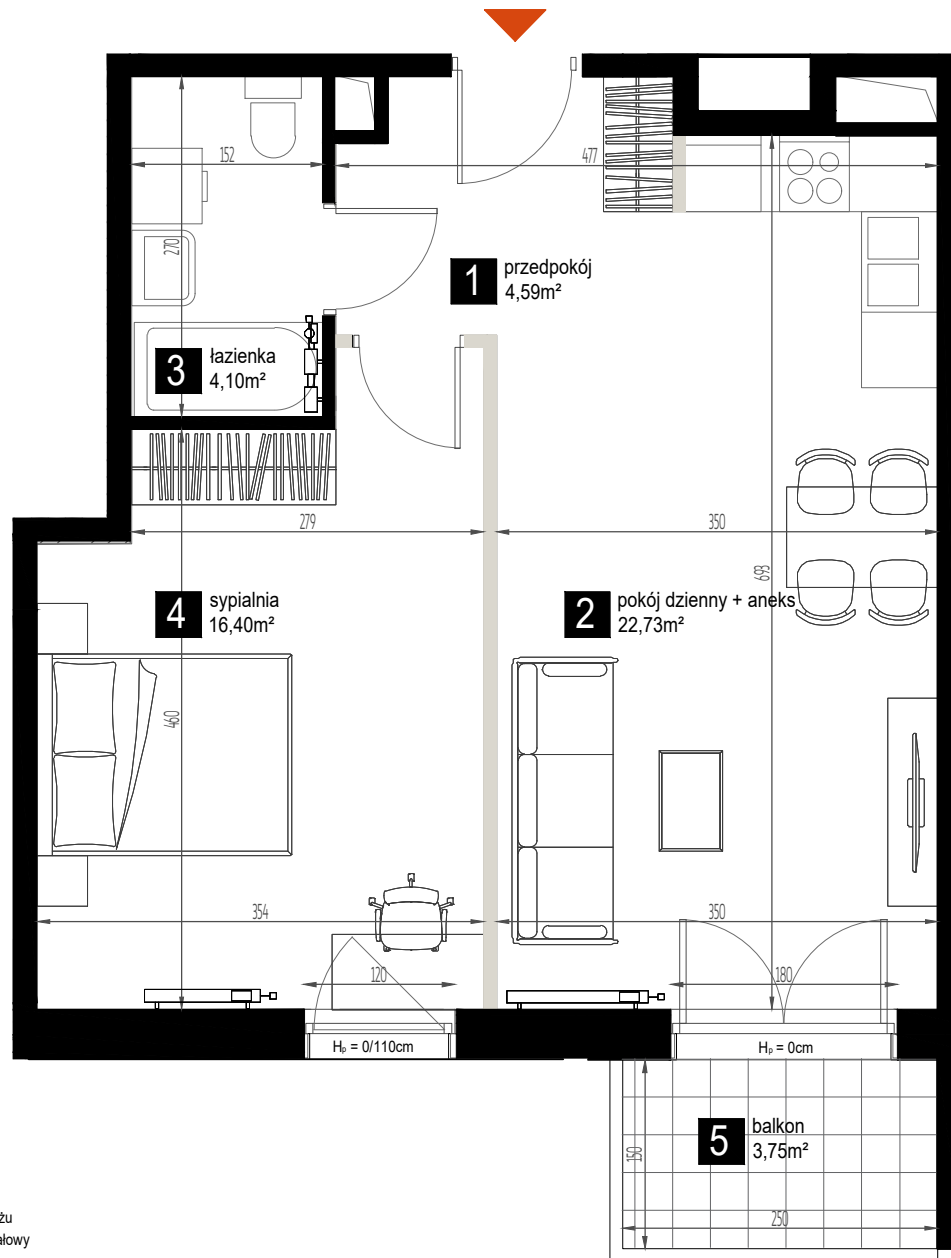 152
477
270
1
przedpokój
4,59m²
3
łazienka
4,10m²
279
350
693
4
sypialnia
16,40m²
2
pokój dzienny + aneks
22,73m²
460
354
350
120
180
Hₚ = 0/110cm
Hₚ = 0cm
5
balkon
3,75m²
150
250
żu
ałowy